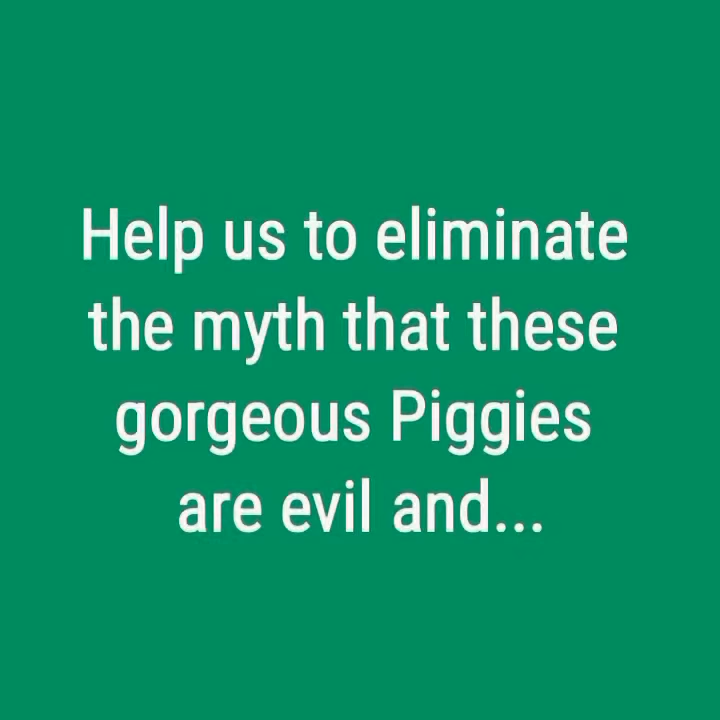 Help us to eliminate
the myth that these
gorgeous Piggies
are evil and...